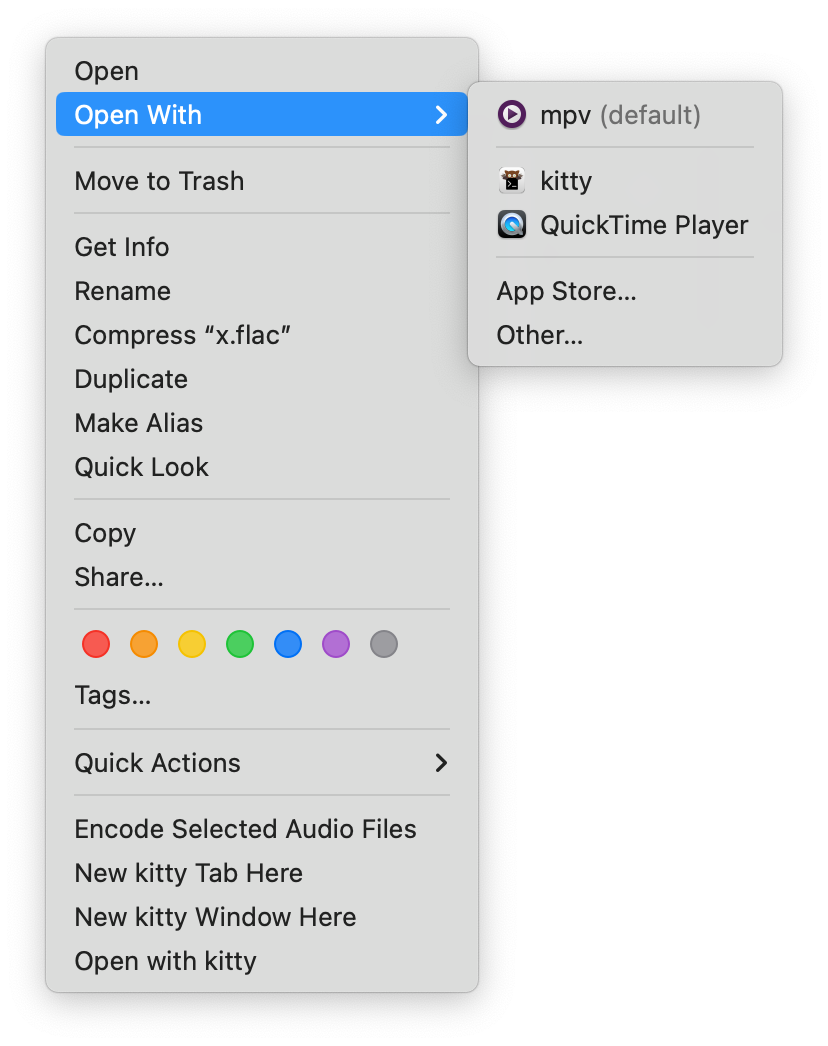 Open
Open With
Move to Trash
Get Info
Rename
Compress “x.flac”
Duplicate
Make Alias
Quick Look
Copy
Share...
Tags...
Quick Actions
Encode Selected Audio Files
New kitty Tab Here
New kitty Window Here
Open with kitty
mpv (default)
kitty
QuickTime Player
App Store...
Other...